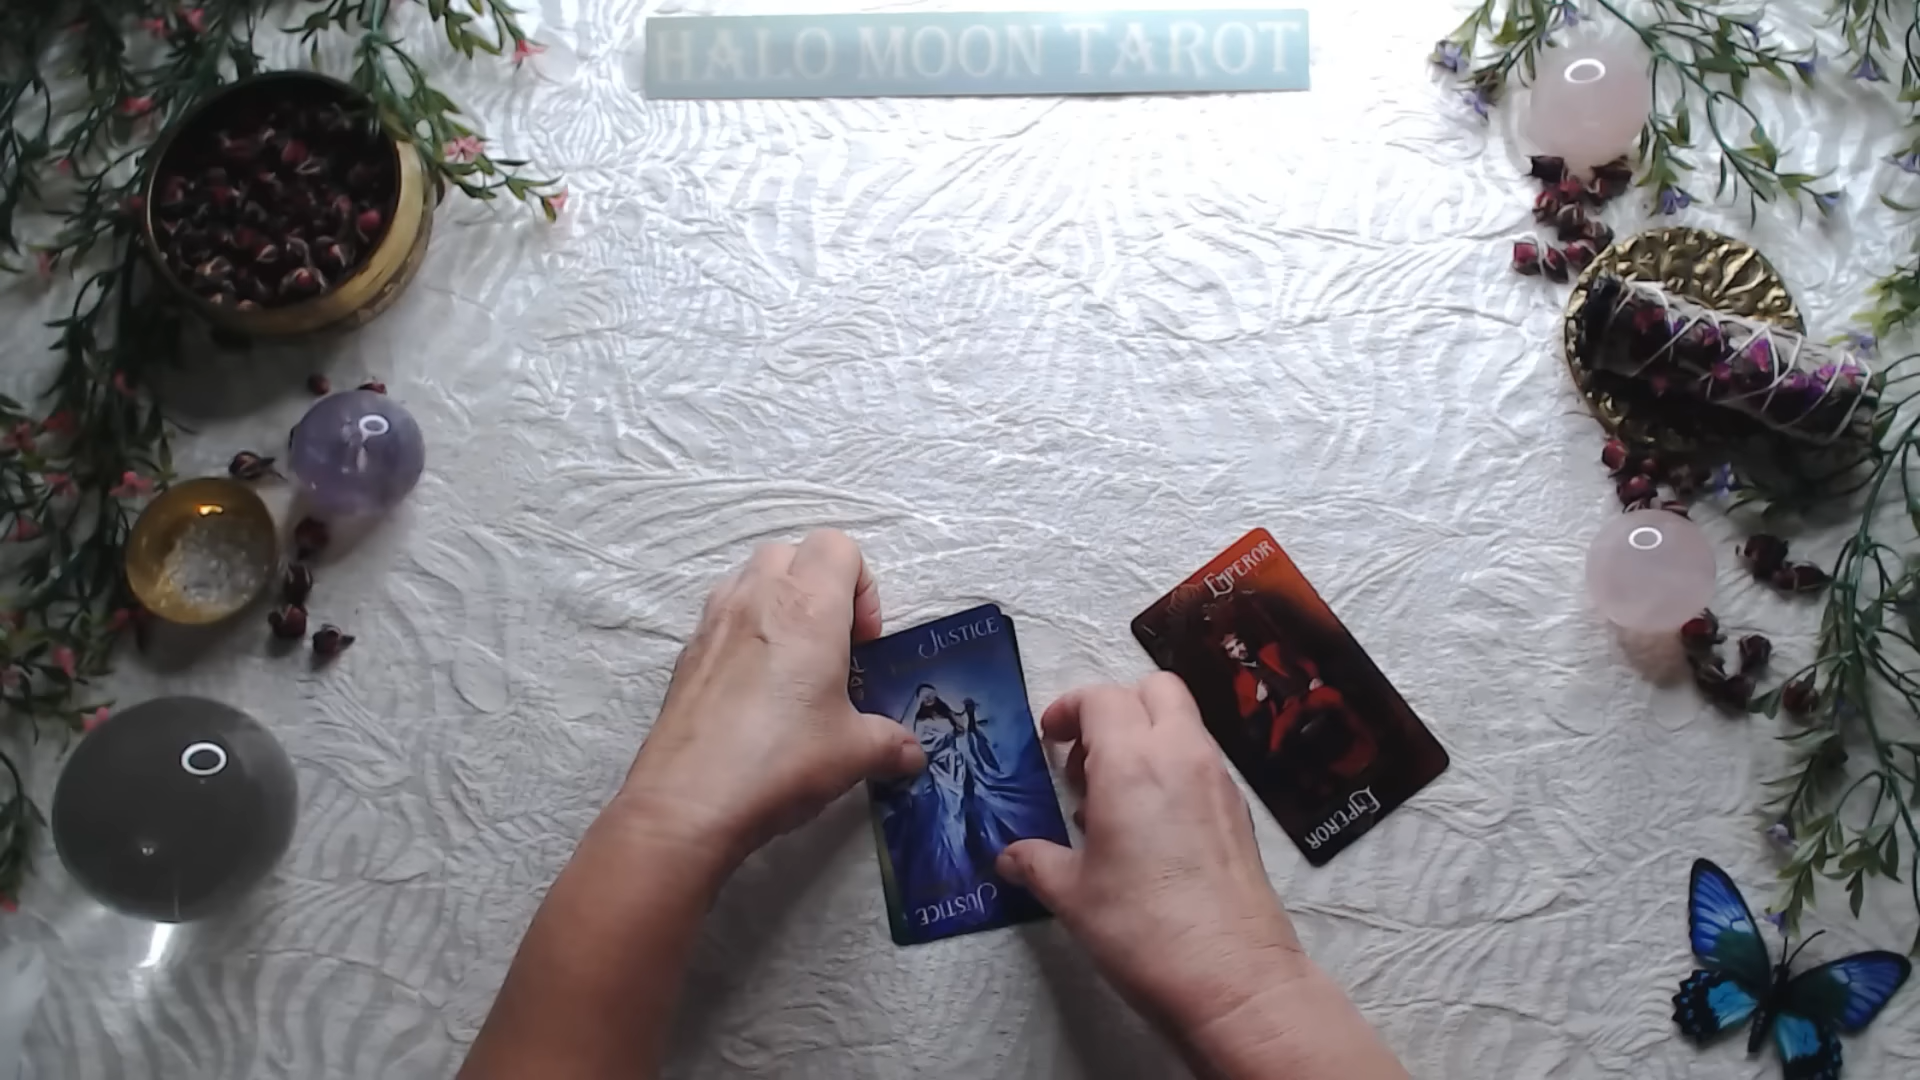 HALO MOON TAROT
JUSTICE
JUSTICE
EMPEROR
EMPEROR